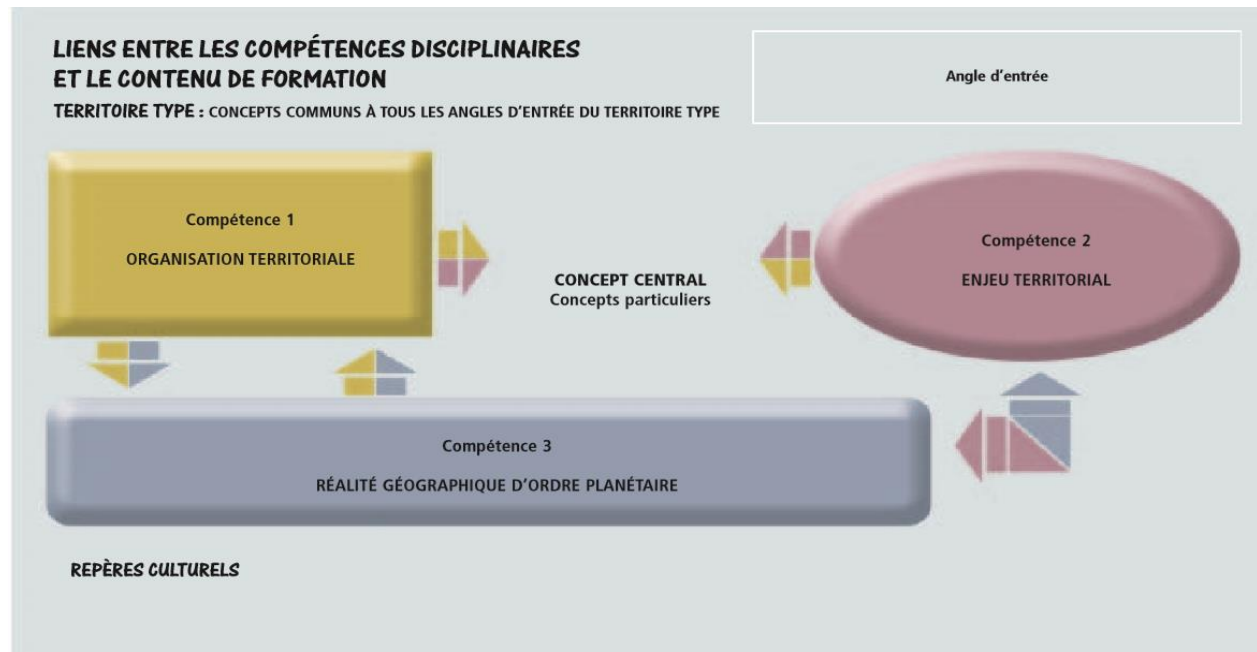 LIENS ENTRE LES COMPÉTENCES DISCIPLINAIRES
ET LE CONTENU DE FORMATION
TERRITOIRE TYPE : CONCEPTS COMMUNS À TOUS LES ANGLES D'ENTRÉE DU TERRITOIRE TYPE
Angle d'entrée
Compétence 1
ORGANISATION TERRITORIALE
CONCEPT CENTRAL
Concepts particuliers
Compétence 2
ENJEU TERRITORIAL
Compétence 3
RÉALITÉ GÉOGRAPHIQUE D'ORDRE PLANÉTAIRE
REPÈRES CULTURELS